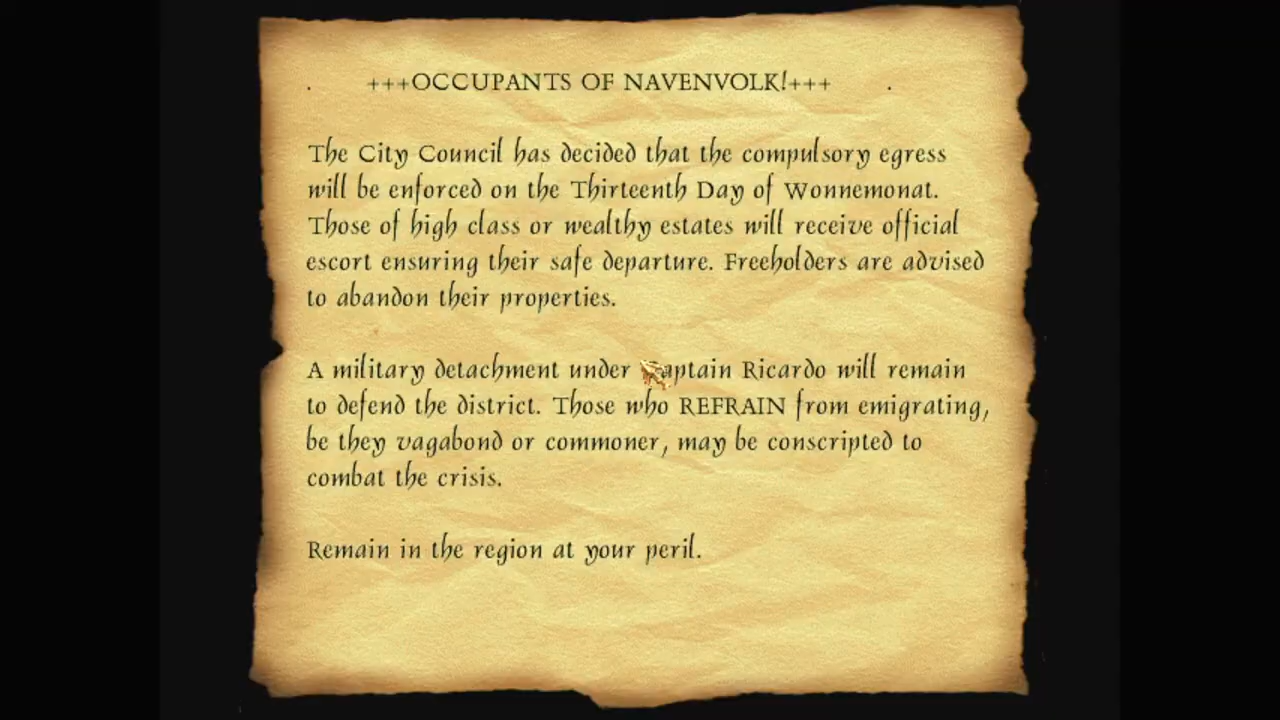 . +++OCCUPANTS OF NAVENVOLK!+++ .
The City Council has decided that the compulsory egress
will be enforced on the Thirteenth Day of Wonnemonat.
Those of high class or wealthy estates will receive official
escort ensuring their safe departure. Freeholders are advised
to abandon their properties.
A military detachment under Captain Ricardo will remain
to defend the district. Those who REFRAIN from emigrating,
be they vagabond or commoner, may be conscripted to
combat the crisis.
Remain in the region at your peril.